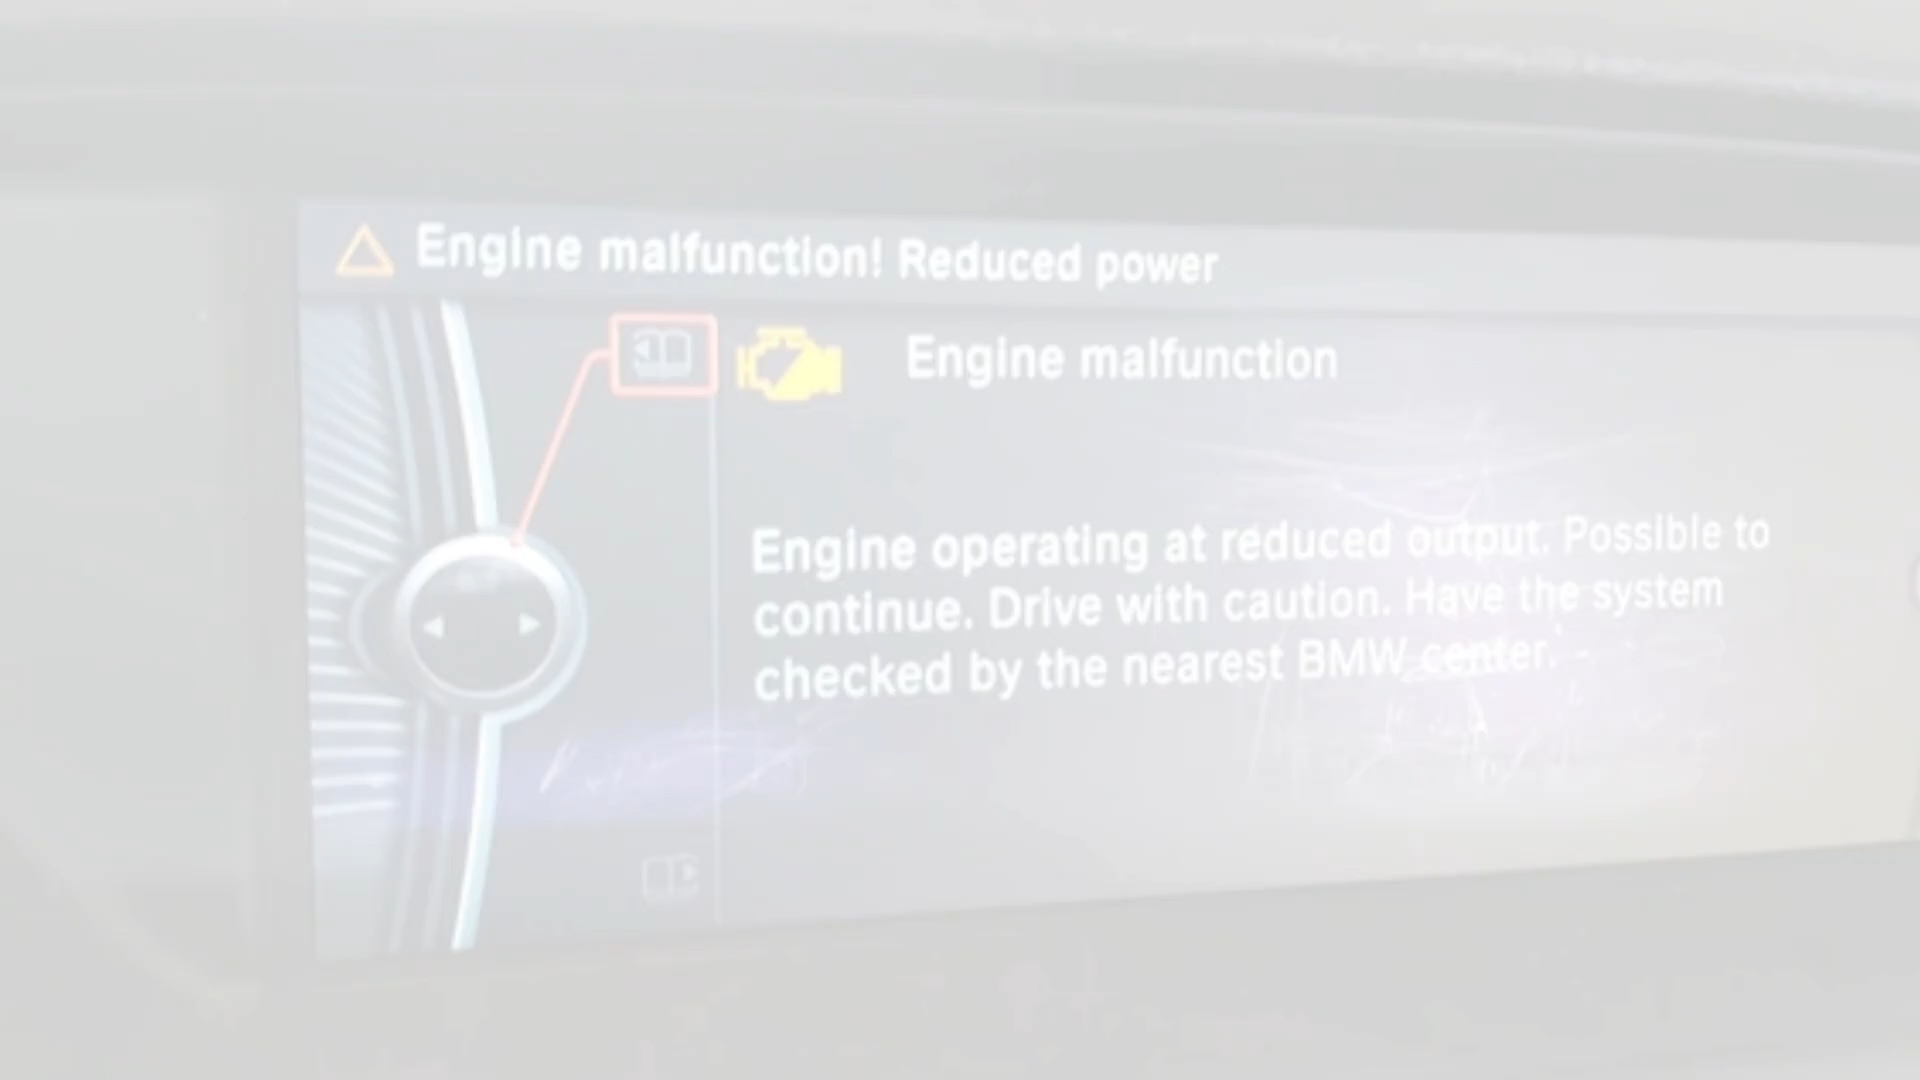 Engine malfunction! Reduced power
Engine malfunction
Engine operating at reduced output. Possible to
continue. Drive with caution. Have the system
checked by the nearest BMW center.